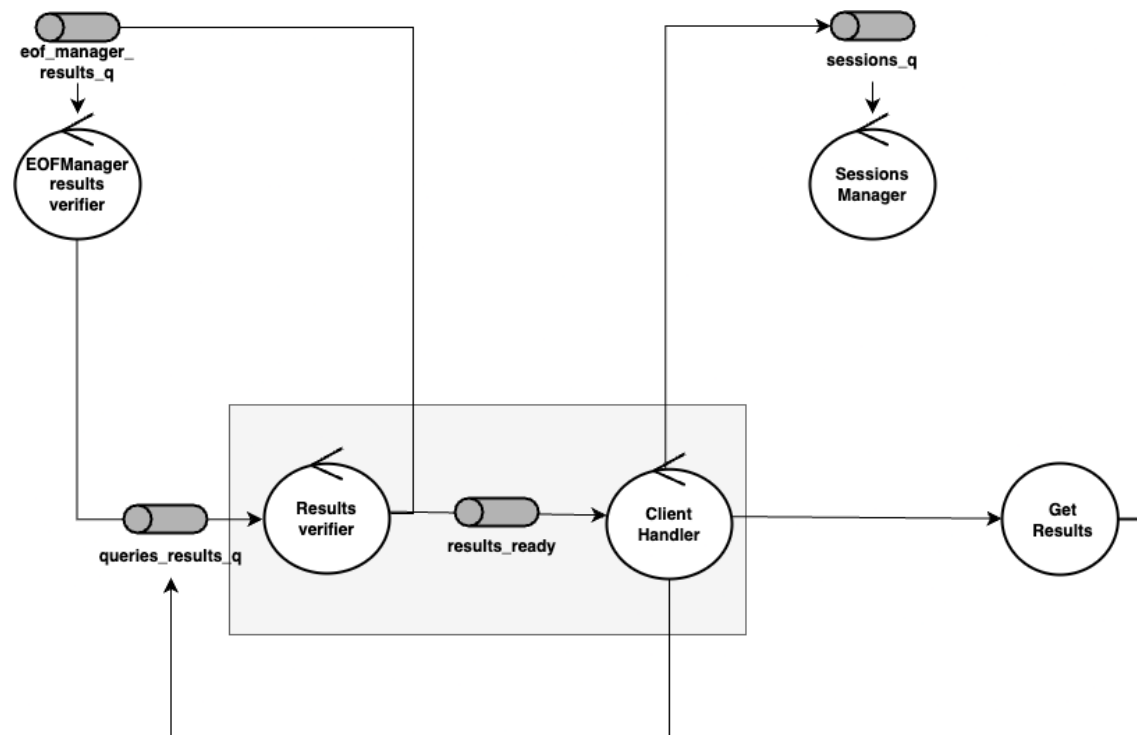 eof_manager_
results_q
sessions_q
EOFManager
results
verifier
Sessions
Manager
Results
verifier
results_ready
Client
Handler
Get
Results
queries_results_q